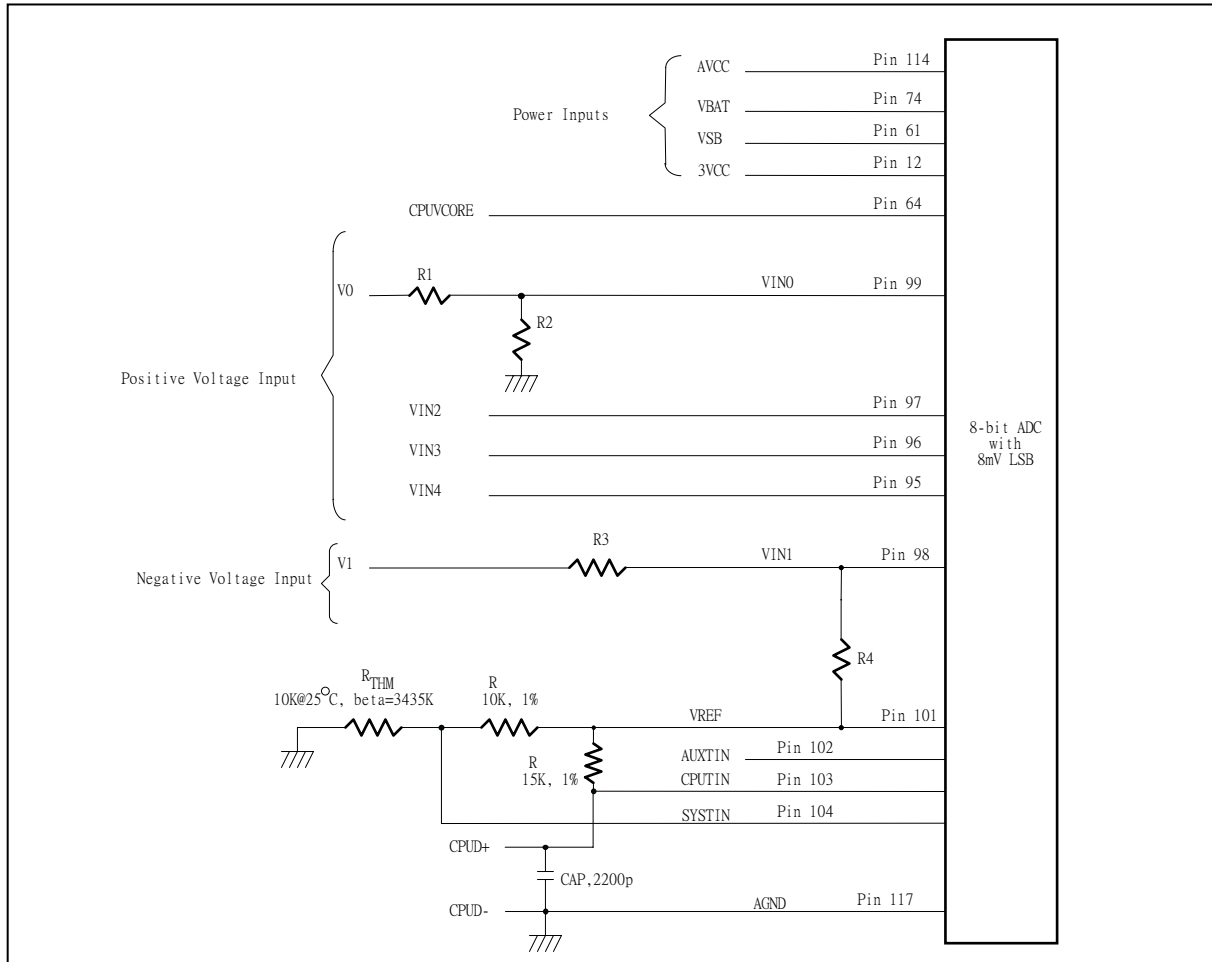 AVCC Pin 114
VBAT Pin 74
Power Inputs
VSB Pin 61
3VCC Pin 12
CPUVCORE Pin 64
R1
V0 VIN0 Pin 99
R2
Positive Voltage Input
VIN2 Pin 97
8-bit ADC
with
8mV LSB
VIN3 Pin 96
VIN4 Pin 95
R3
V1 VIN1 Pin 98
Negative Voltage Input
R4
RTHM
10K@25°C, beta=3435K
R
10K, 1%
VREF Pin 101
AUXTIN Pin 102
R
15K, 1%
CPUTIN Pin 103
SYSTIN Pin 104
CPUD+
CAP,2200p
CPUD- AGND Pin 117